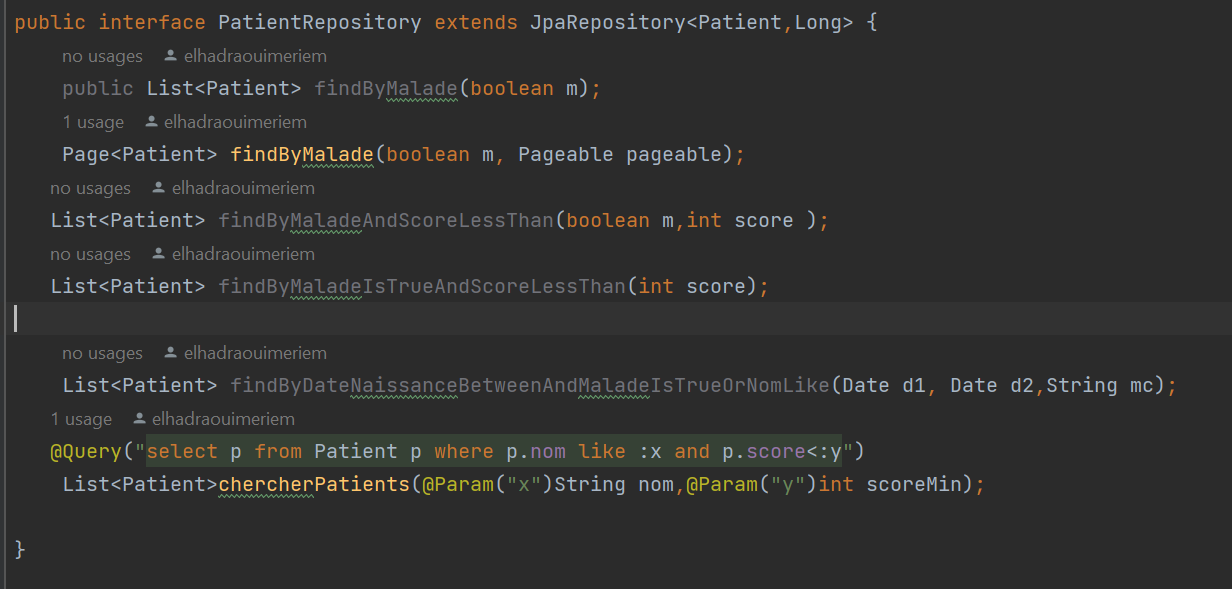 public interface PatientRepository extends JpaRepository<Patient,Long> {
no usages elhadraouimeriem
public List<Patient> findByMalade(boolean m);
1 usage elhadraouimeriem
Page<Patient> findByMalade(boolean m, Pageable pageable);
no usages elhadraouimeriem
List<Patient> findByMaladeAndScoreLessThan(boolean m,int score );
no usages elhadraouimeriem
List<Patient> findByMaladeIsTrueAndScoreLessThan(int score);
no usages elhadraouimeriem
List<Patient> findByDateNaissanceBetweenAndMaladeIsTrueOrNomLike(Date d1, Date d2,String mc);
1 usage elhadraouimeriem
@Query("select p from Patient p where p.nom like :x and p.score<:y")
List<Patient>chercherPatients(@Param("x")String nom,@Param("y")int scoreMin);
}